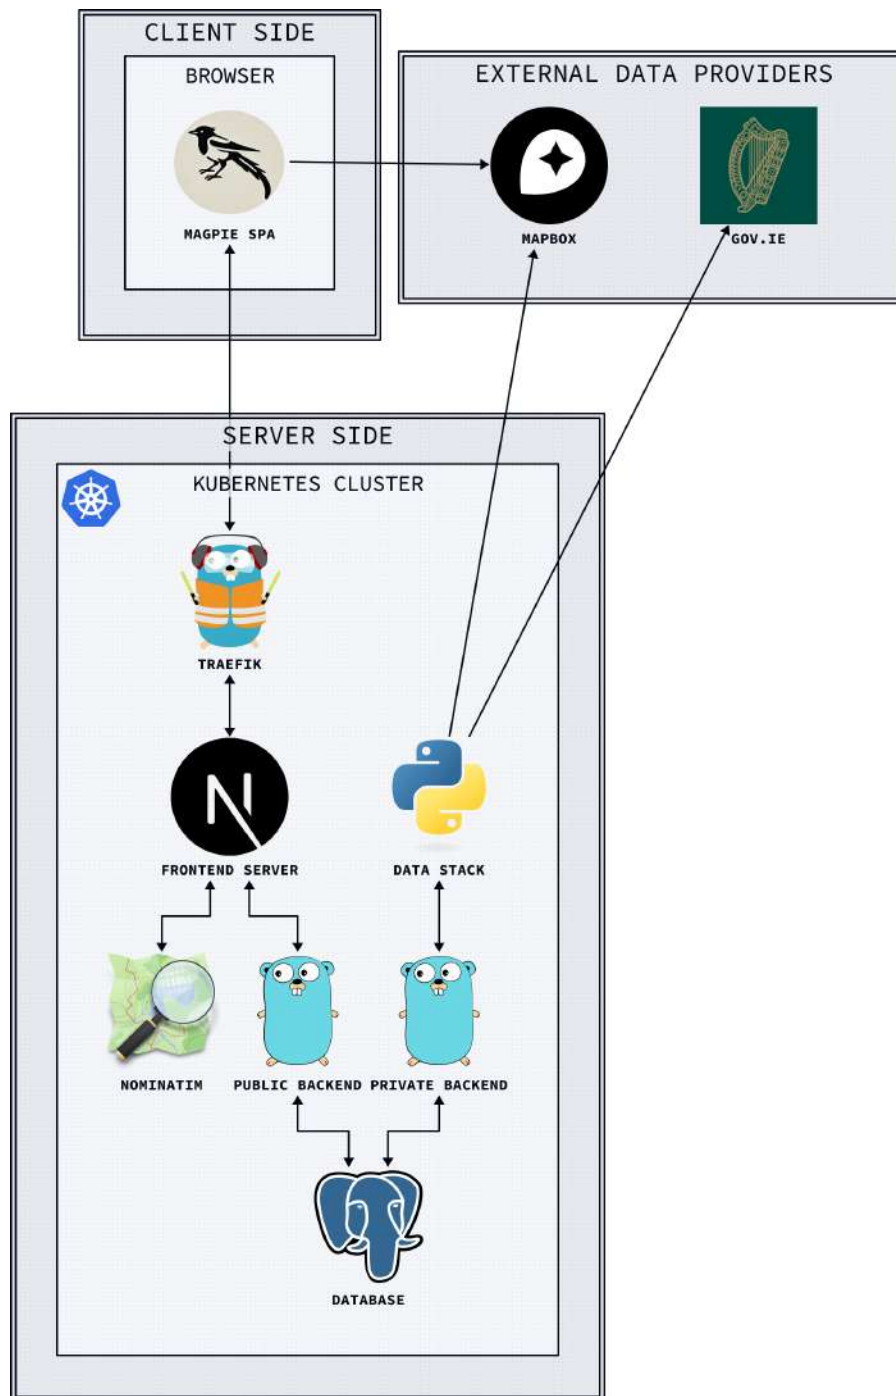 CLIENT SIDE
BROWSER
MAGPIE SPA
EXTERNAL DATA PROVIDERS
MAPBOX
GOV.IE
SERVER SIDE
KUBERNETES CLUSTER
TRAEFIK
FRONTEND SERVER
DATA STACK
NOMINATIM
PUBLIC BACKEND
PRIVATE BACKEND
DATABASE